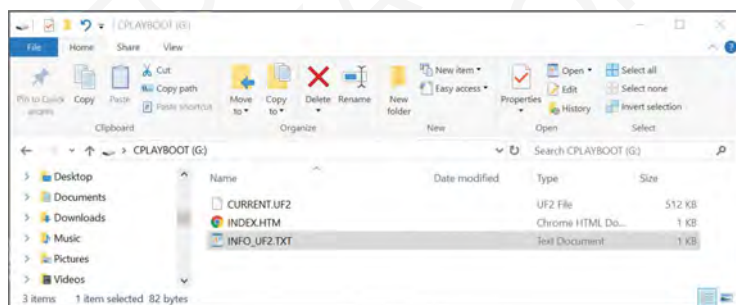 CPLAYBOOT (G:)
File Home Share View
Pin to Quick access
Copy
Paste
Cut
Copy path
Paste shortcut
Clipboard
Move to
Copy to
Delete
Rename
Organize
New folder
New item
Easy access
New
Properties
Open
Edit
History
Open
Select all
Select none
Invert selection
Select
CPLAYBOOT (G:)
Search CPLAYBOOT (G:)
Desktop
Documents
Downloads
Music
Pictures
Videos
Name Date modified Type Size
CURRENT.UF2 UF2 File 512 KB
INDEX.HTM Chrome HTML Do... 1 KB
INFO_UF2.TXT Text Document 1 KB
3 items 1 item selected 82 bytes